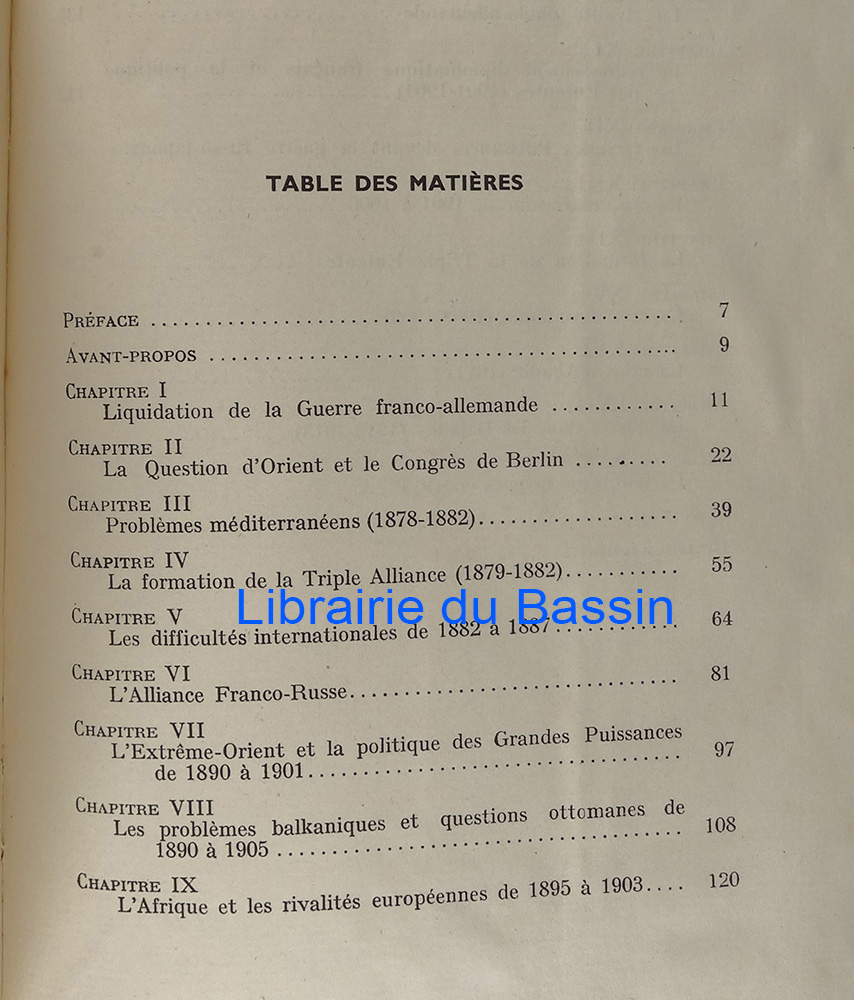 TABLE DES MATIÈRES
PRÉFACE .................................................. 7
AVANT-PROPOS ............................................. 9
CHAPITRE I
Liquidation de la Guerre franco-allemande ............ 11
CHAPITRE II
La Question d'Orient et le Congrès de Berlin ......... 22
CHAPITRE III
Problèmes méditerranéens (1878-1882)................... 39
CHAPITRE IV
La formation de la Triple Alliance (1879-1882)........... 55
Librairie du Bassin
CHAPITRE V
Les difficultés internationales de 1882 à 1887............ 64
CHAPITRE VI
L'Alliance Franco-Russe.............................. 81
CHAPITRE VII
L'Extrême-Orient et la politique des Grandes Puissances
de 1890 à 1901.................................. 97
CHAPITRE VIII
Les problèmes balkaniques et questions ottomanes de
1890 à 1905 ..................................... 108
CHAPITRE IX
L'Afrique et les rivalités européennes de 1895 à 1903.... 120